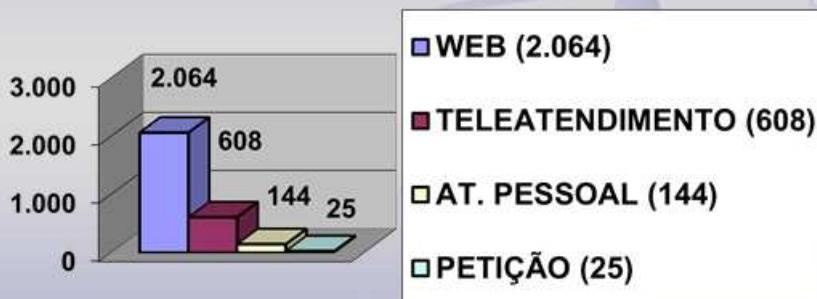 3.000
2.000
1.000
0
2.064
608
144
25
WEB (2.064)
TELEATENDIMENTO (608)
AT. PESSOAL (144)
PETIÇÃO (25)